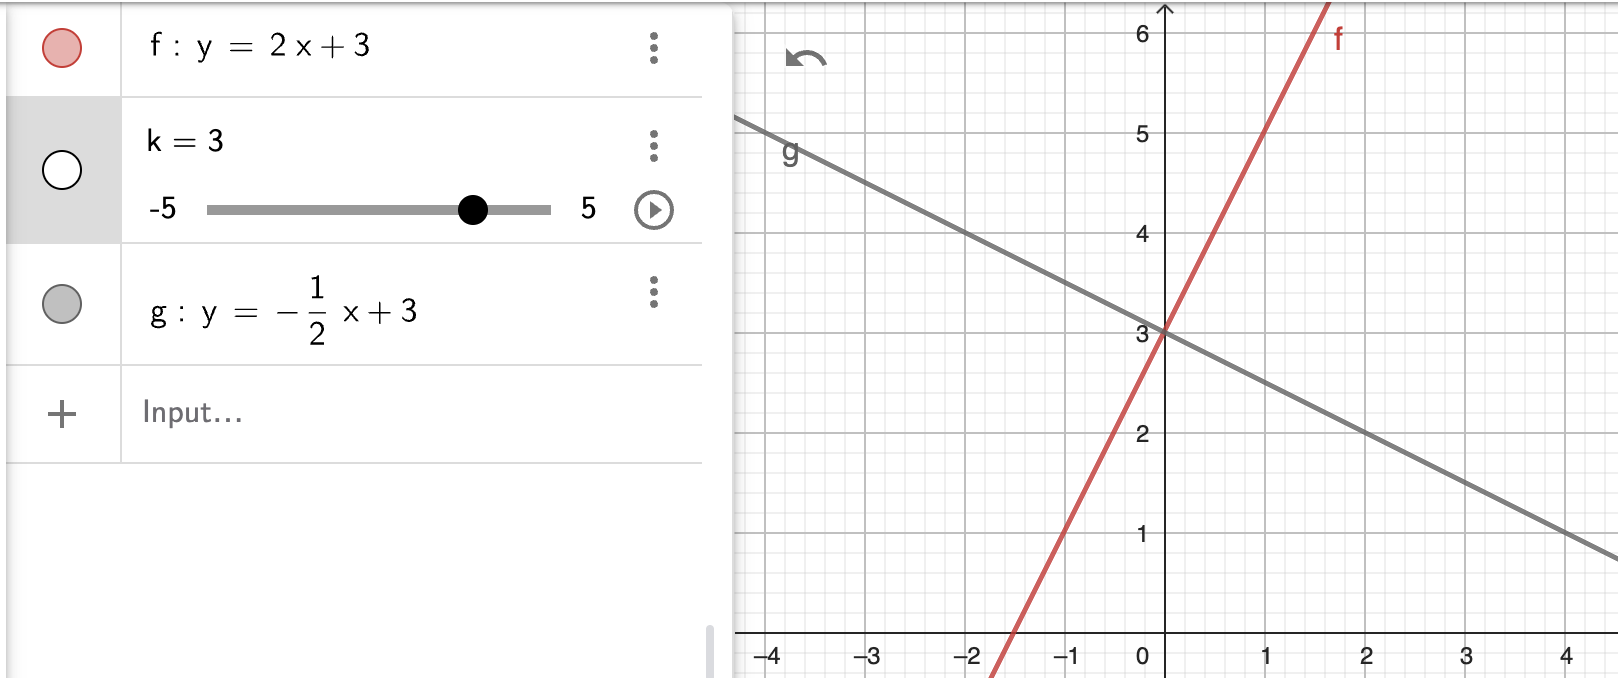 f : y = 2 x + 3
k = 3
-5 5
g : y = − 1/2 x + 3
+ Input...
f
g
6
5
4
3
2
1
−4 −3 −2 −1 0 1 2 3 4